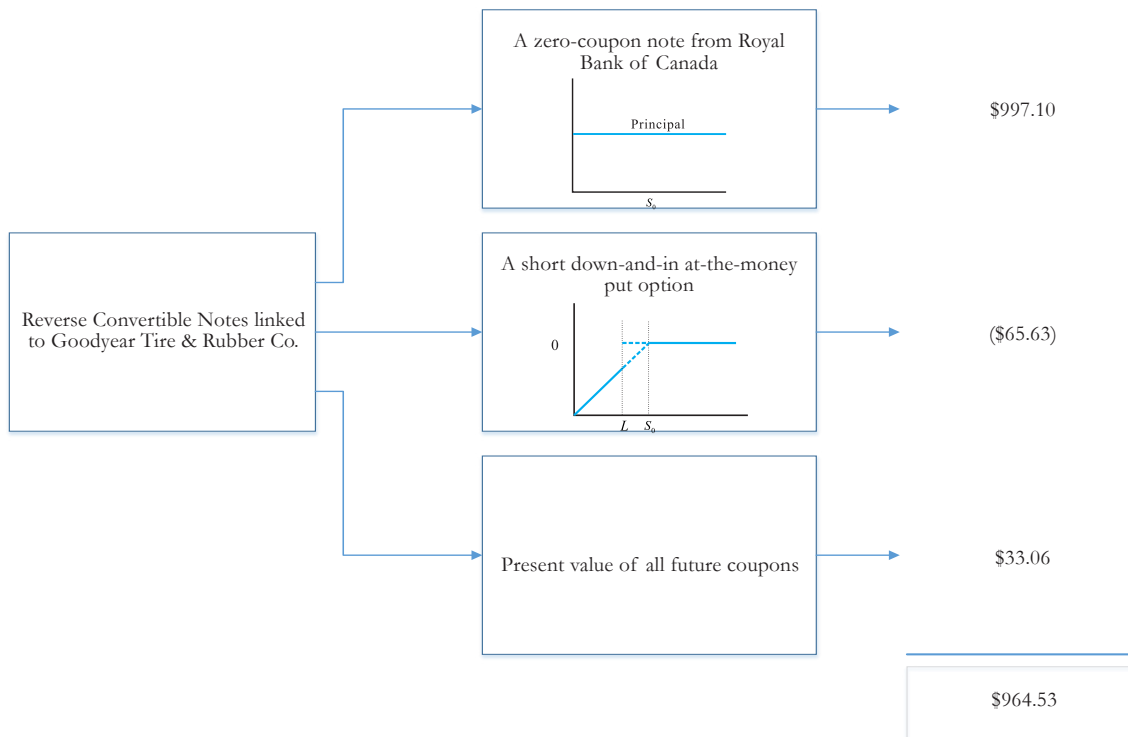 A zero-coupon note from Royal
Bank of Canada
Principal
S₀
$997.10
Reverse Convertible Notes linked
to Goodyear Tire & Rubber Co.
A short down-and-in at-the-money
put option
0
L S₀
($65.63)
Present value of all future coupons
$33.06
$964.53